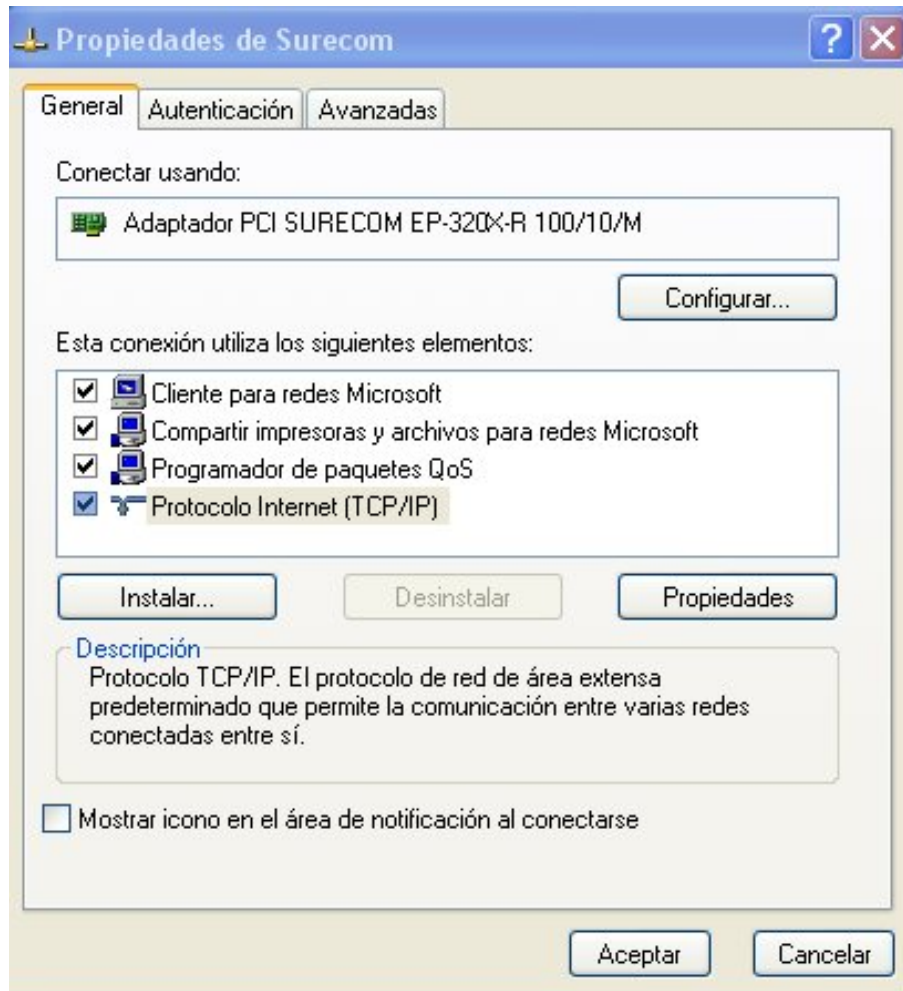 Propiedades de Surecom
General
Autenticación
Avanzadas
Conectar usando:
Adaptador PCI SURECOM EP-320X-R 100/10/M
Configurar...
Esta conexión utiliza los siguientes elementos:
Cliente para redes Microsoft
Compartir impresoras y archivos para redes Microsoft
Programador de paquetes QoS
Protocolo Internet (TCP/IP)
Instalar...
Desinstalar
Propiedades
Descripción
Protocolo TCP/IP. El protocolo de red de área extensa
predeterminado que permite la comunicación entre varias redes
conectadas entre sí.
Mostrar icono en el área de notificación al conectarse
Aceptar
Cancelar